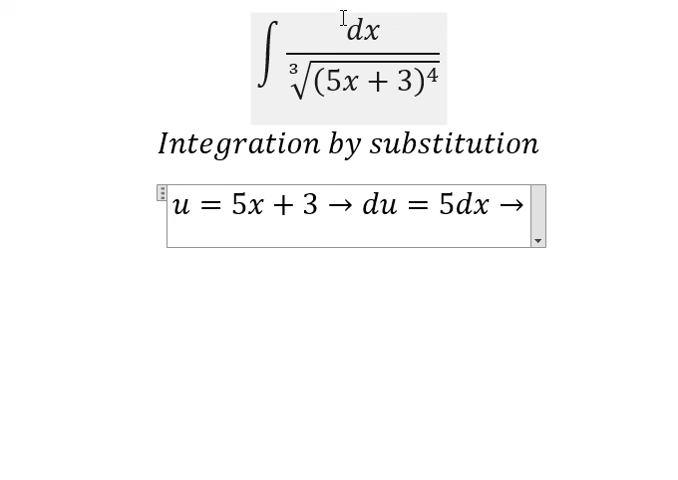 ∫ dx / ∛(5x + 3)⁴
Integration by substitution
u = 5x + 3 → du = 5dx →